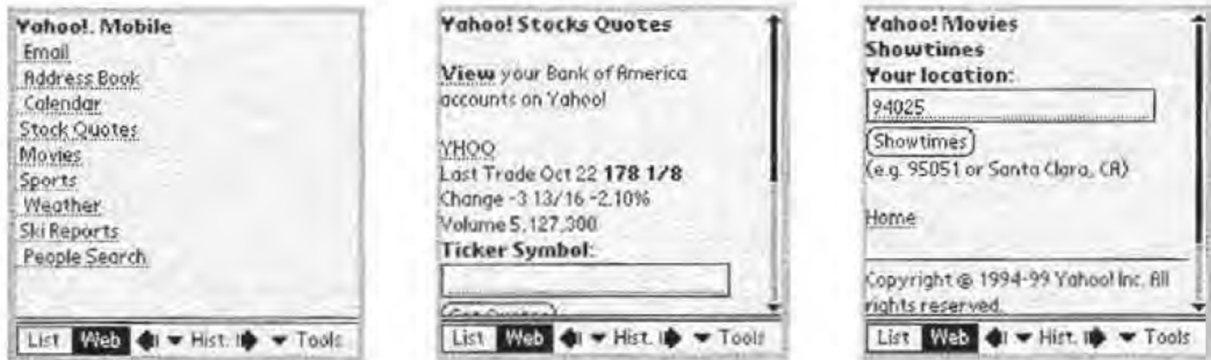 Yahoo!. Mobile
Email
Address Book
Calendar
Stock Quotes
Movies
Sports
Weather
Ski Reports
People Search
List Web Hist. Tools
Yahoo! Stocks Quotes
View your Bank of America
accounts on Yahoo!
YHOO
Last Trade Oct 22 178 1/8
Change -3 13/16 -2.10%
Volume 5,127,300
Ticker Symbol:
Get Quotes
List Web Hist. Tools
Yahoo! Movies
Showtimes
Your location:
94025
Showtimes
(e.g. 95051 or Santa Clara, CA)
Home
Copyright @ 1994-99 Yahoo! Inc. All
rights reserved.
List Web Hist. Tools